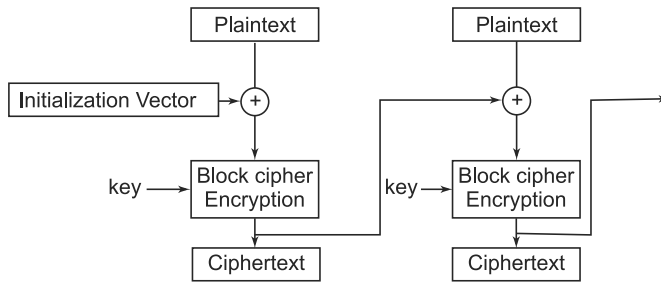 Plaintext
Plaintext
Initialization Vector
+
+
key
Block cipher
Encryption
key
Block cipher
Encryption
Ciphertext
Ciphertext